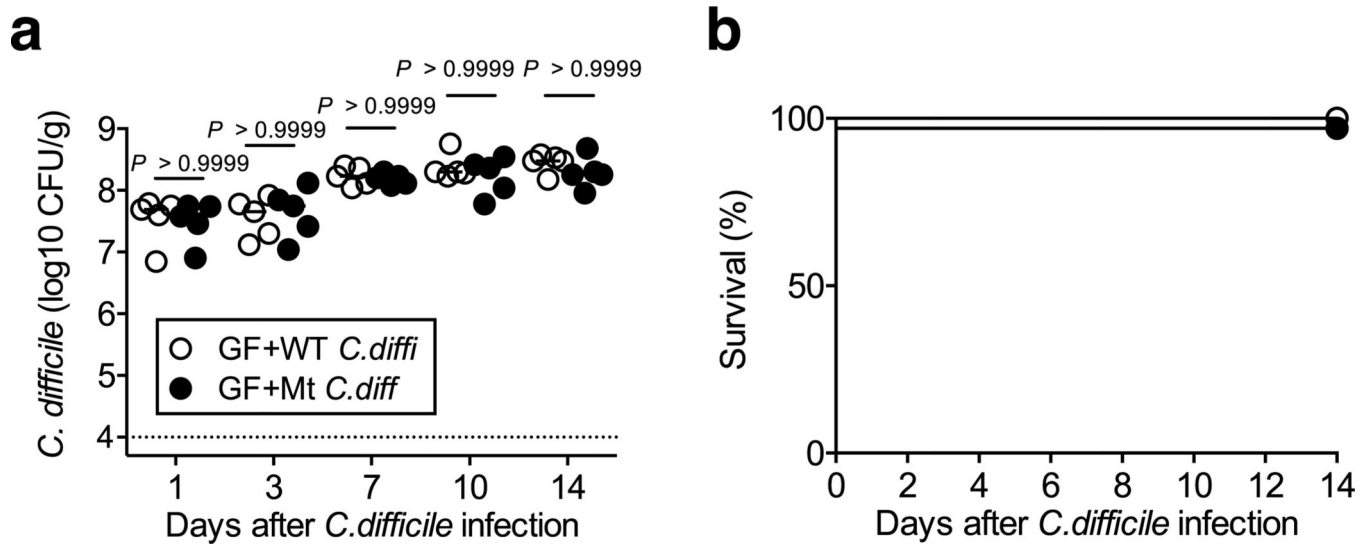 a
P > 0.9999 P > 0.9999
P > 0.9999
P > 0.9999
P > 0.9999
9
8
7
6
5
4
C. difficile (log10 CFU/g)
GF+WT C.diffi
GF+Mt C.diff
1 3 7 10 14
Days after C.difficile infection
b
100
50
0
Survival (%)
0 2 4 6 8 10 12 14
Days after C.difficile infection